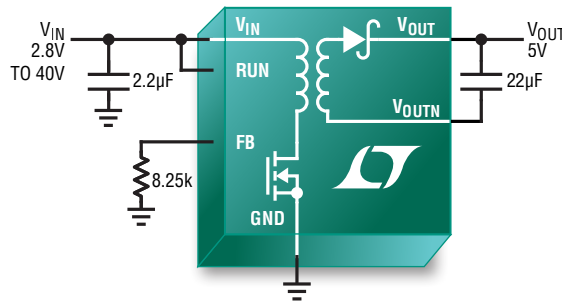 VIN
2.8V
TO 40V
2.2µF
8.25k
VIN
RUN
FB
GND
VOUT
VOUTN
VOUT
5V
22µF